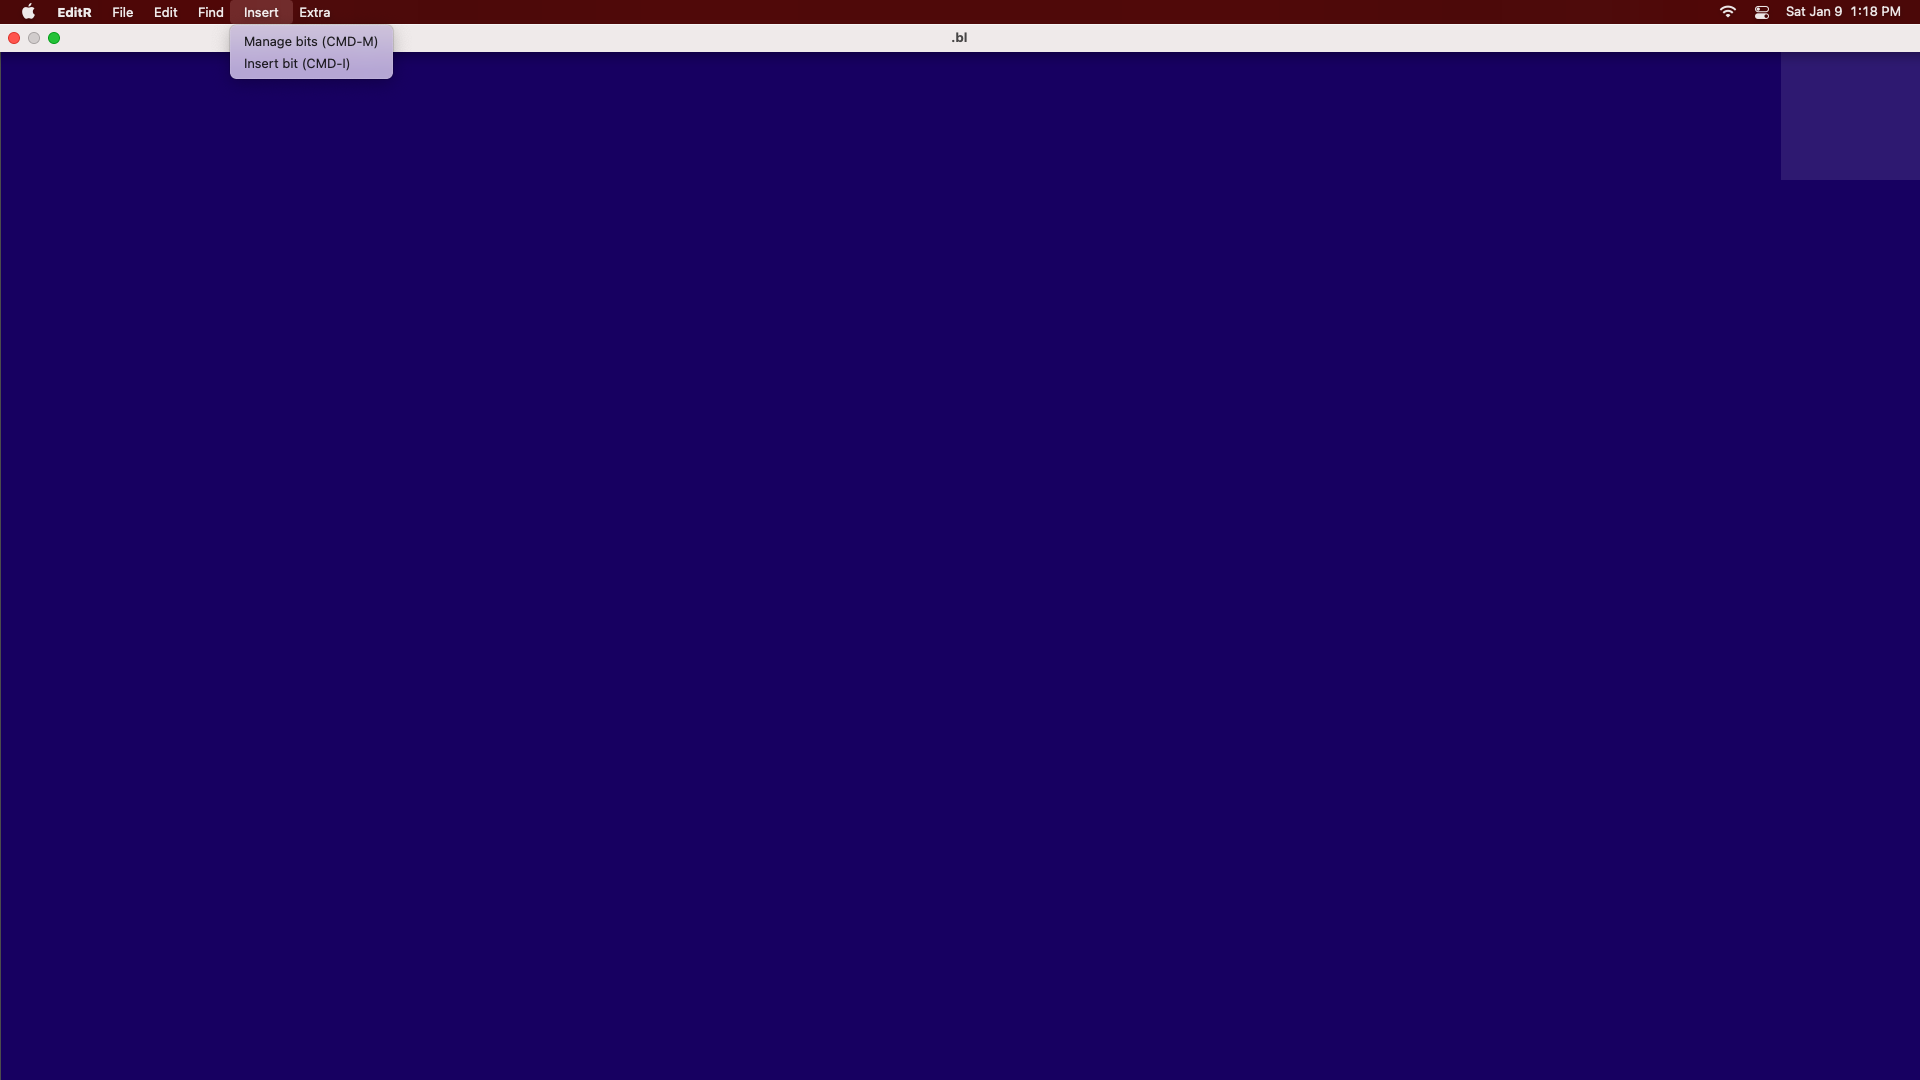 EditR File Edit Find Insert Extra Sat Jan 9 1:18 PM
.bl
Manage bits (CMD-M)
Insert bit (CMD-I)